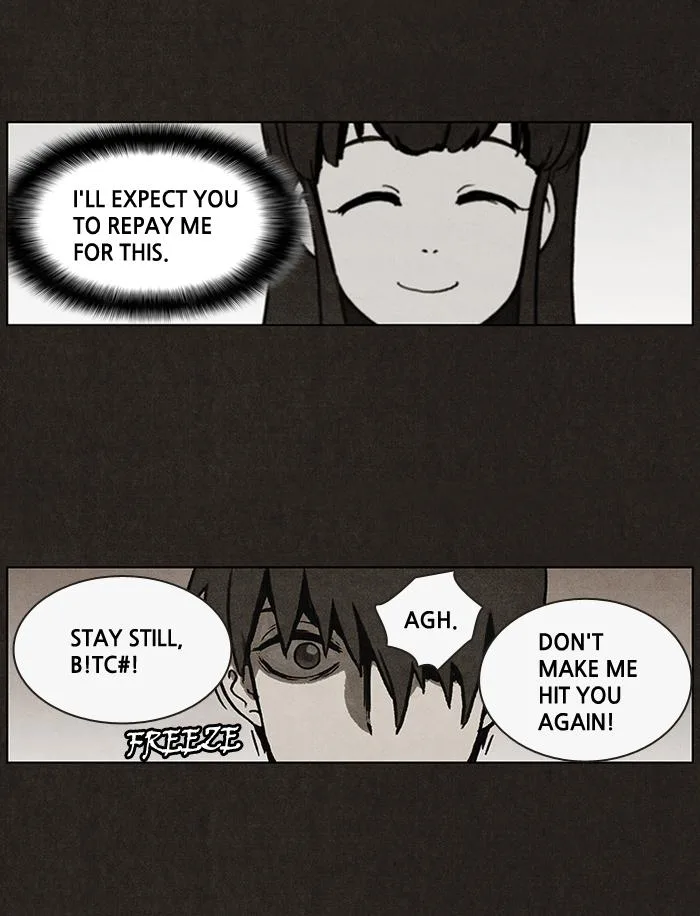 I'LL EXPECT YOU
TO REPAY ME
FOR THIS.
STAY STILL,
B!TC#!
FREEZE
AGH.
DON'T
MAKE ME
HIT YOU
AGAIN!